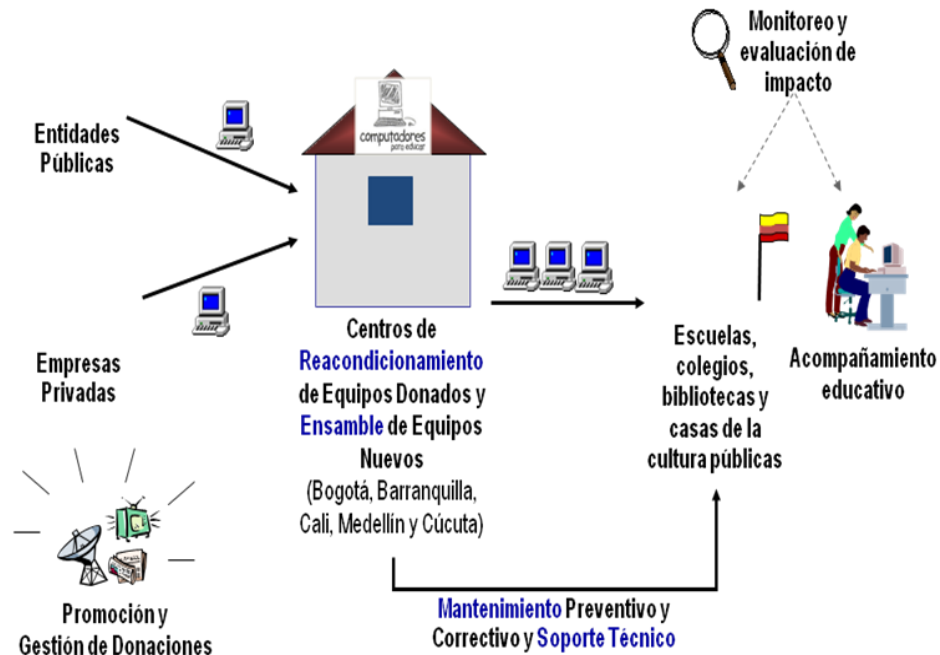 Monitoreo y
evaluación de
impacto
computadores
para educar
Entidades
Públicas
Empresas
Privadas
Centros de
Reacondicionamiento
de Equipos Donados y
Ensamble de Equipos
Nuevos
(Bogotá, Barranquilla,
Cali, Medellín y Cúcuta)
Escuelas,
colegios,
bibliotecas y
casas de la
cultura públicas
Acompañamiento
educativo
Promoción y
Gestión de Donaciones
Mantenimiento Preventivo y
Correctivo y Soporte Técnico